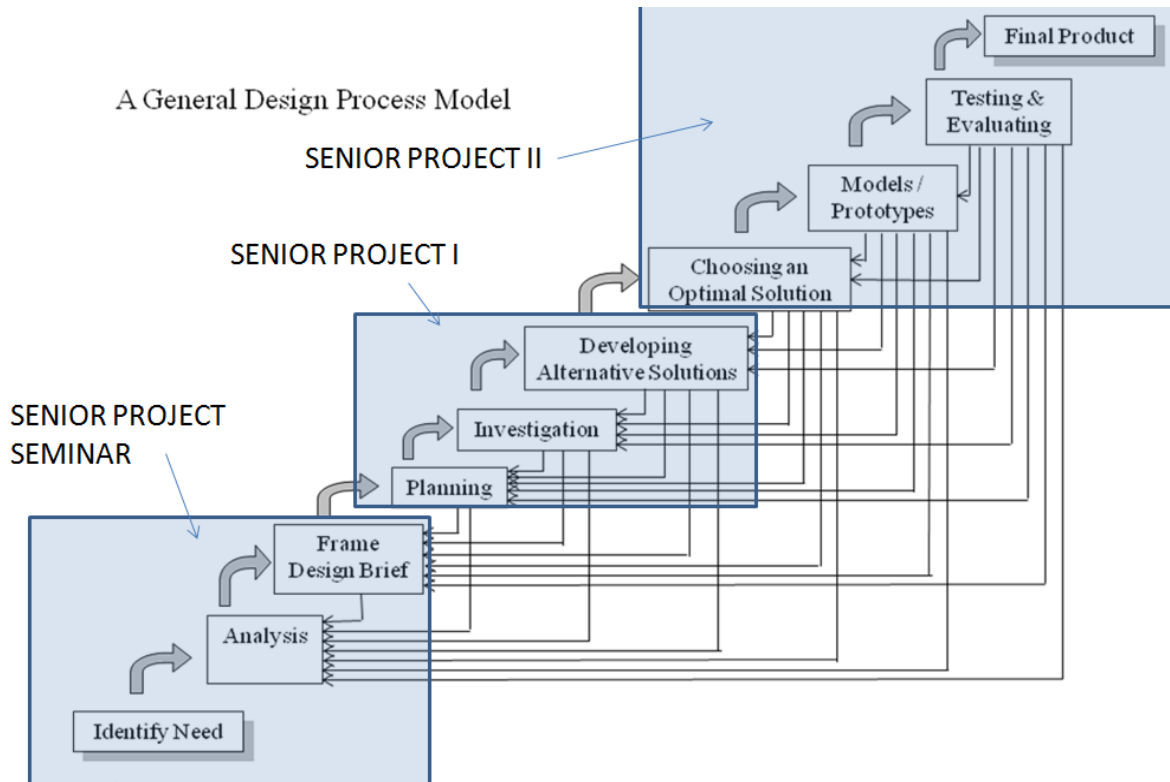 Final Product
A General Design Process Model
Testing &
Evaluating
SENIOR PROJECT II
Models /
Prototypes
SENIOR PROJECT I
Choosing an
Optimal Solution
Developing
Alternative Solutions
SENIOR PROJECT
SEMINAR
Investigation
Planning
Frame
Design Brief
Analysis
Identify Need